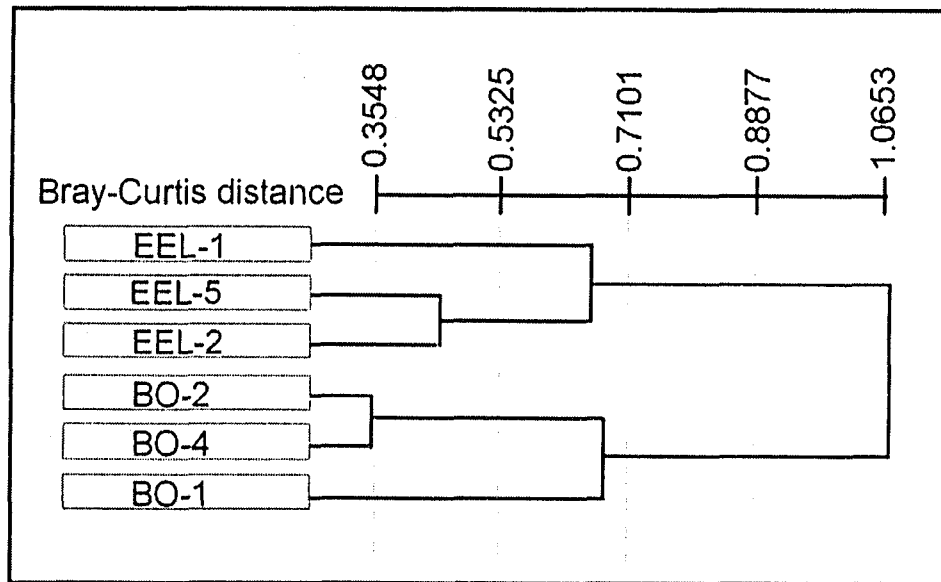 0.3548
0.5325
0.7101
0.8877
1.0653
Bray-Curtis distance
EEL-1
EEL-5
EEL-2
BO-2
BO-4
BO-1